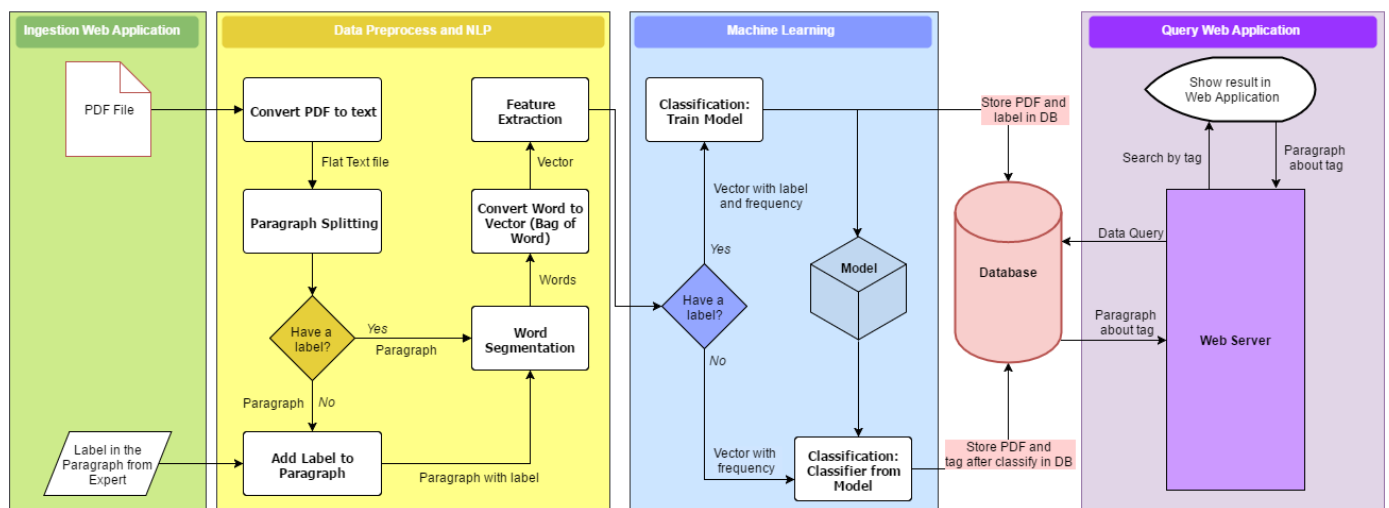 Ingestion Web Application
PDF File
Label in the
Paragraph from
Expert
Data Preprocess and NLP
Convert PDF to text
Flat Text file
Paragraph Splitting
Have a
label?
Yes
Paragraph
Paragraph
No
Add Label to
Paragraph
Paragraph with label
Word
Segmentation
Words
Convert Word to
Vector (Bag of
Word)
Vector
Feature
Extraction
Machine Learning
Classification:
Train Model
Vector with label
and frequency
Yes
Have a
label?
No
Vector with
frequency
Model
Classification:
Classifier from
Model
Store PDF and
label in DB
Database
Store PDF and
tag after classify in DB
Query Web Application
Show result in
Web Application
Search by tag
Paragraph
about tag
Data Query
Paragraph
about tag
Web Server